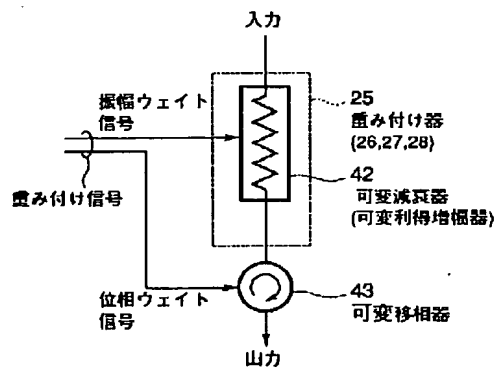 入力
振幅ウェイト
信号
25
重み付け器
(26,27,28)
重み付け信号
42
可変減衰器
(可変利得増幅器)
位相ウェイト
信号
43
可変移相器
出力